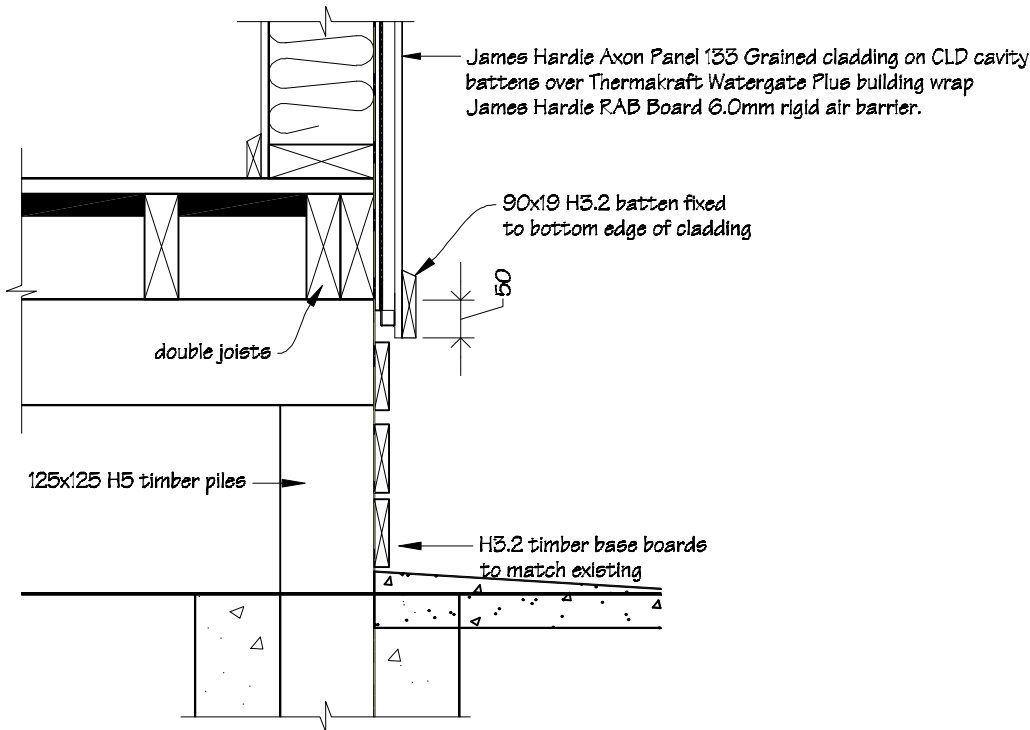 James Hardie Axon Panel 133 Grained cladding on CLD cavity
battens over Thermakraft Watergate Plus building wrap
James Hardie RAB Board 6.0mm rigid air barrier.
90x19 H3.2 batten fixed
to bottom edge of cladding
50
double joists
125x125 H5 timber piles
H3.2 timber base boards
to match existing